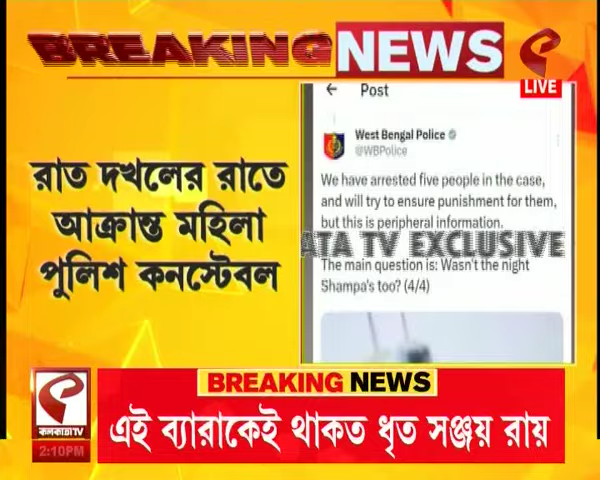 BREAKING NEWS
LIVE
Post
West Bengal Police
@WBPolice
রাত দখলের রাতে
আক্রান্ত মহিলা
পুলিশ কনস্টেবল
We have arrested five people in the case,
and will try to ensure punishment for them,
but this is peripheral information.
ATA TV EXCLUSIVE
The main question is: Wasn't the night
Shampa's too? (4/4)
BREAKING NEWS
এই ব্যারাকেই থাকত ধৃত সঞ্জয় রায়
কলকাতা TV
2:10PM